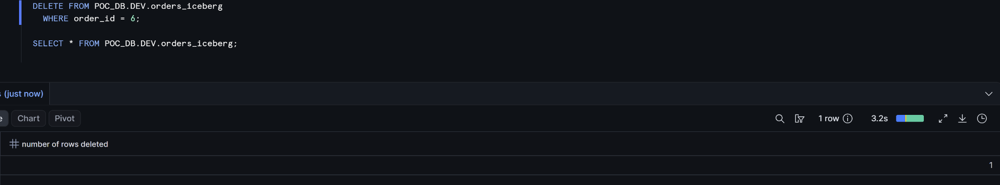 DELETE FROM POC_DB.DEV.orders_iceberg
WHERE order_id = 6;
SELECT * FROM POC_DB.DEV.orders_iceberg;
(just now)
Chart Pivot 1 row 3.2s
number of rows deleted
1